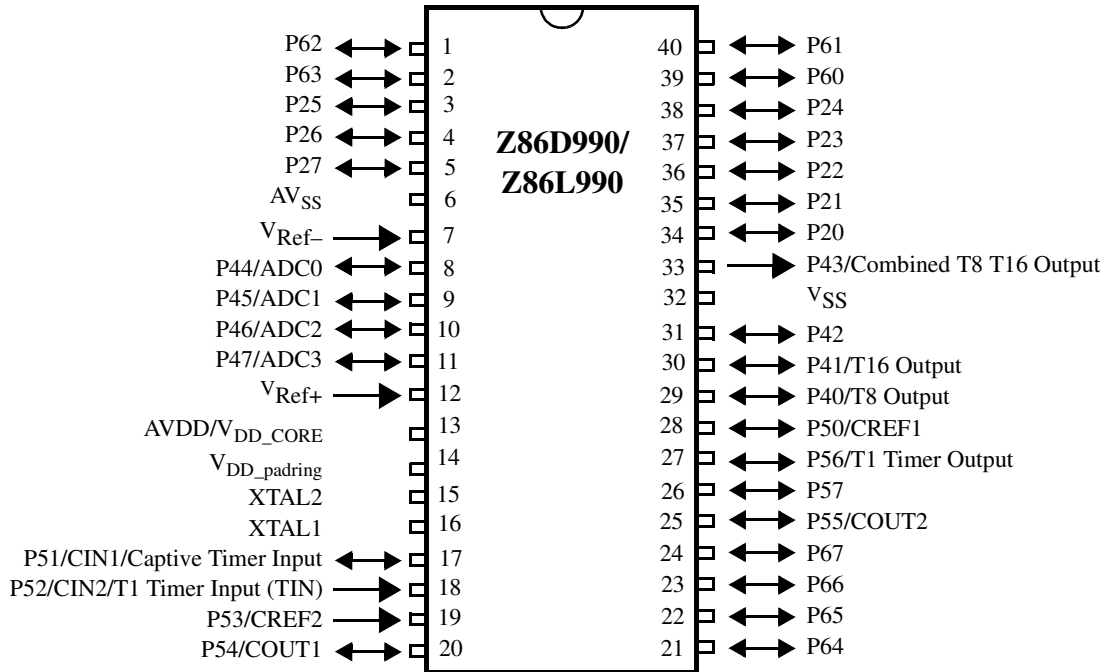 P62 1 40 P61
P63 2 39 P60
P25 3 38 P24
P26 4 37 P23
P27 5 36 P22
Z86D990/
Z86L990
AVSS 6 35 P21
VRef– 7 34 P20
P44/ADC0 8 33 P43/Combined T8 T16 Output
P45/ADC1 9 32 VSS
P46/ADC2 10 31 P42
P47/ADC3 11 30 P41/T16 Output
VRef+ 12 29 P40/T8 Output
AVDD/VDD_CORE 13 28 P50/CREF1
VDD_padring 14 27 P56/T1 Timer Output
XTAL2 15 26 P57
XTAL1 16 25 P55/COUT2
P51/CIN1/Captive Timer Input 17 24 P67
P52/CIN2/T1 Timer Input (TIN) 18 23 P66
P53/CREF2 19 22 P65
P54/COUT1 20 21 P64